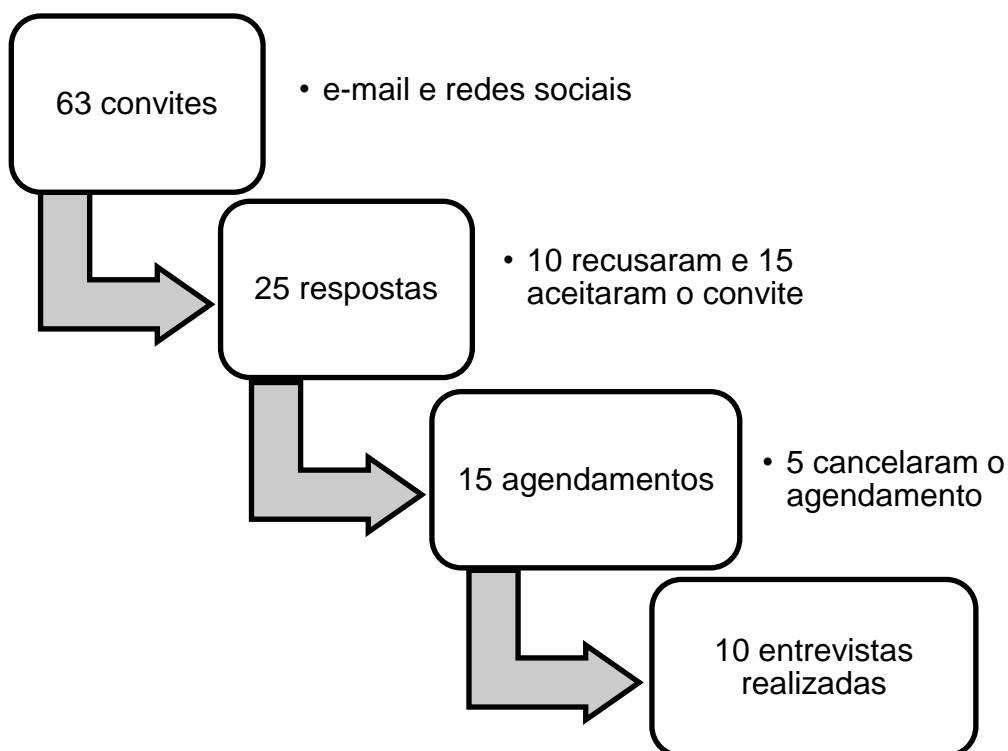 63 convites
• e-mail e redes sociais
25 respostas
• 10 recusaram e 15
aceitaram o convite
15 agendamentos
• 5 cancelaram o
agendamento
10 entrevistas
realizadas